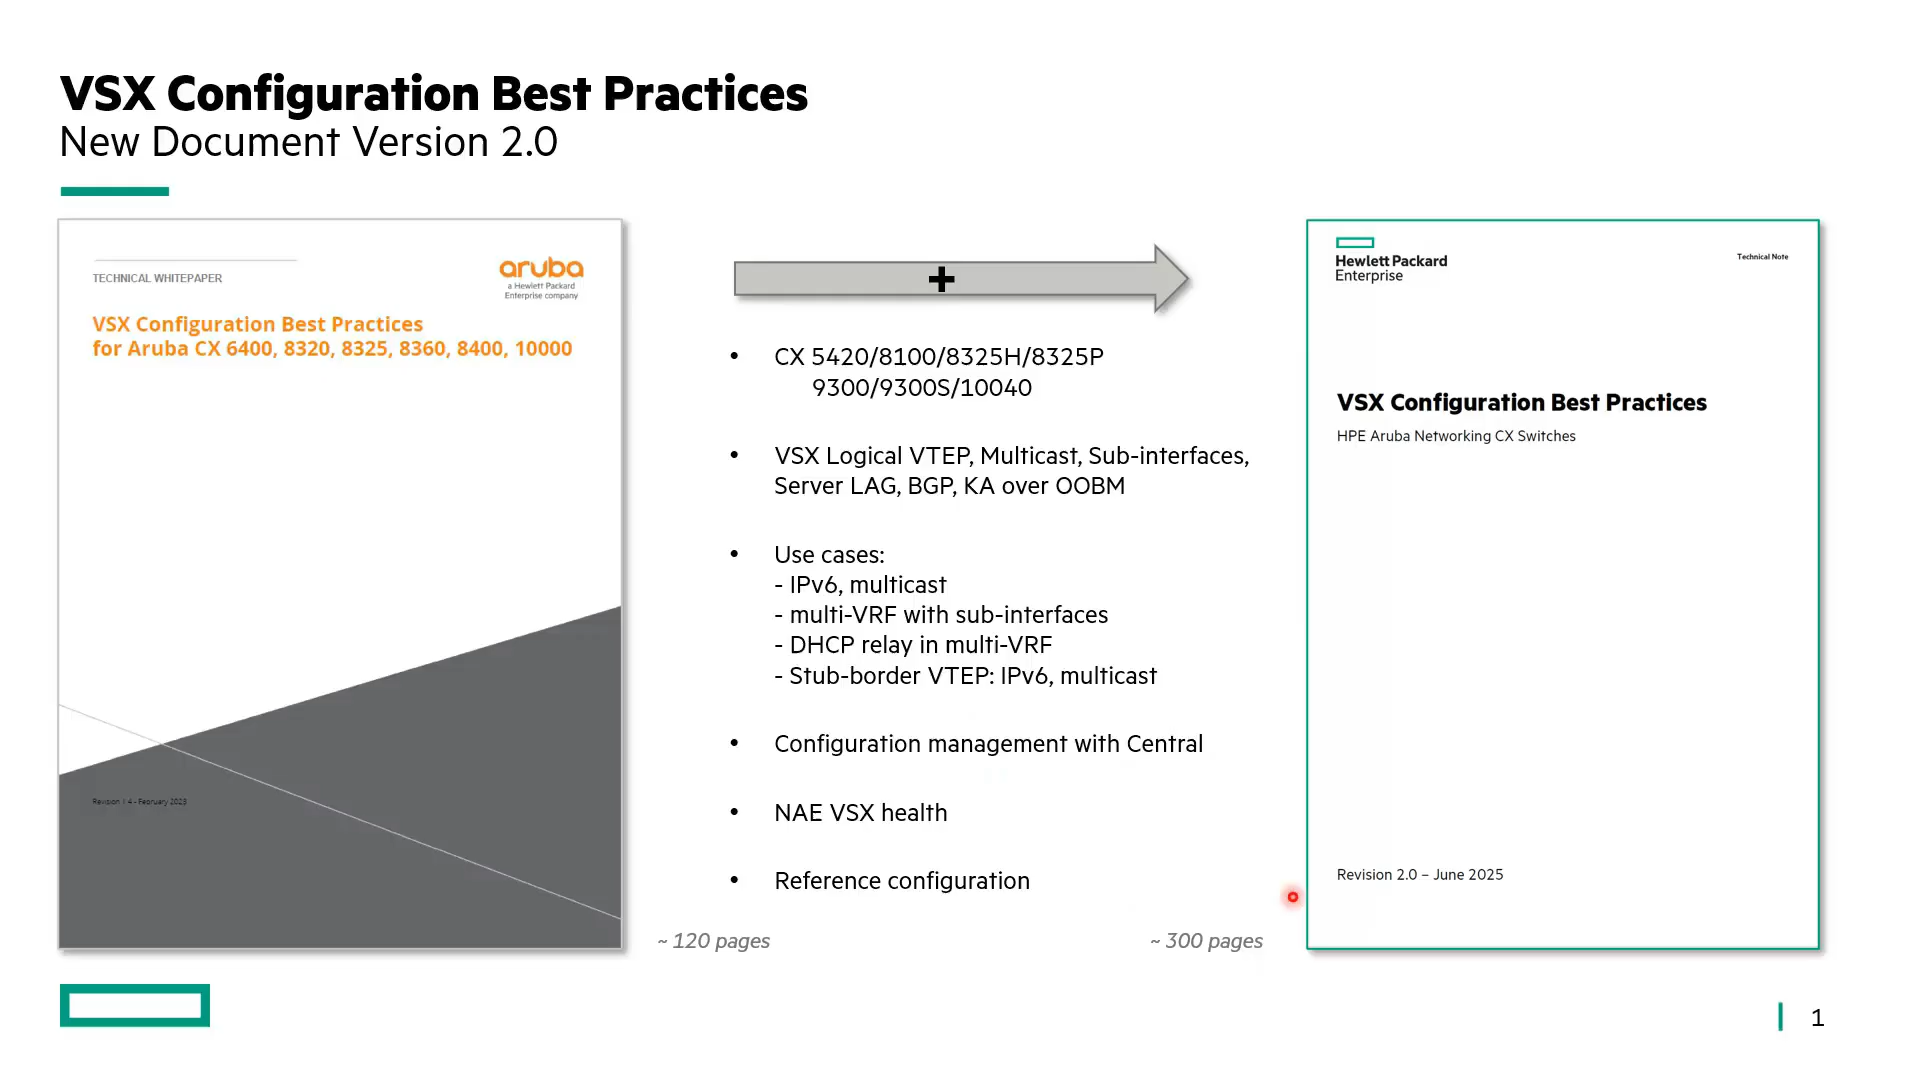 VSX Configuration Best Practices
New Document Version 2.0
TECHNICAL WHITEPAPER
aruba
a Hewlett Packard
Enterprise company
VSX Configuration Best Practices
for Aruba CX 6400, 8320, 8325, 8360, 8400, 10000
Revision 1.4 - February 2023
~ 120 pages
+
• CX 5420/8100/8325H/8325P
9300/9300S/10040
• VSX Logical VTEP, Multicast, Sub-interfaces,
Server LAG, BGP, KA over OOBM
• Use cases:
- IPv6, multicast
- multi-VRF with sub-interfaces
- DHCP relay in multi-VRF
- Stub-border VTEP: IPv6, multicast
• Configuration management with Central
• NAE VSX health
• Reference configuration
~ 300 pages
Hewlett Packard
Enterprise
Technical Note
VSX Configuration Best Practices
HPE Aruba Networking CX Switches
Revision 2.0 – June 2025
1